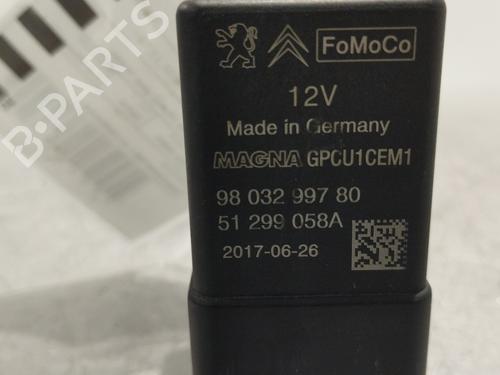 FoMoCo
12V
Made in Germany
MAGNA GPCU1CEM1
98 032 997 80
51 299 058A
2017-06-26
B-PARTS